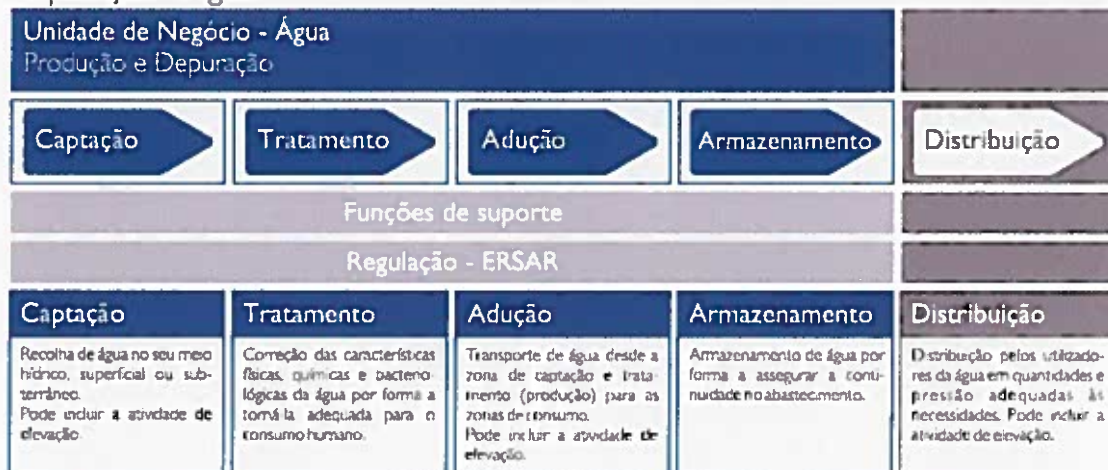 Unidade de Negócio - Água
Produção e Depuração
Captação
Tratamento
Adução
Armazenamento
Distribuição
Funções de suporte
Regulação - ERSAR
Captação
Recolha de água no seu meio
hídrico, superficial ou sub-
terrâneo.
Pode incluir a atividade de
elevação.
Tratamento
Correção das características
físicas, químicas e bacterio-
lógicas da água por forma a
torná-la adequada para o
consumo humano.
Adução
Transporte de água desde a
zona de captação e trata-
mento (produção) para as
zonas de consumo.
Pode incluir a atividade de
elevação.
Armazenamento
Armazenamento de água por
forma a assegurar a conti-
nuidade no abastecimento.
Distribuição
Distribuição pelos utilizado-
res da água em quantidades e
pressão adequadas às
necessidades. Pode incluir a
atividade de elevação.